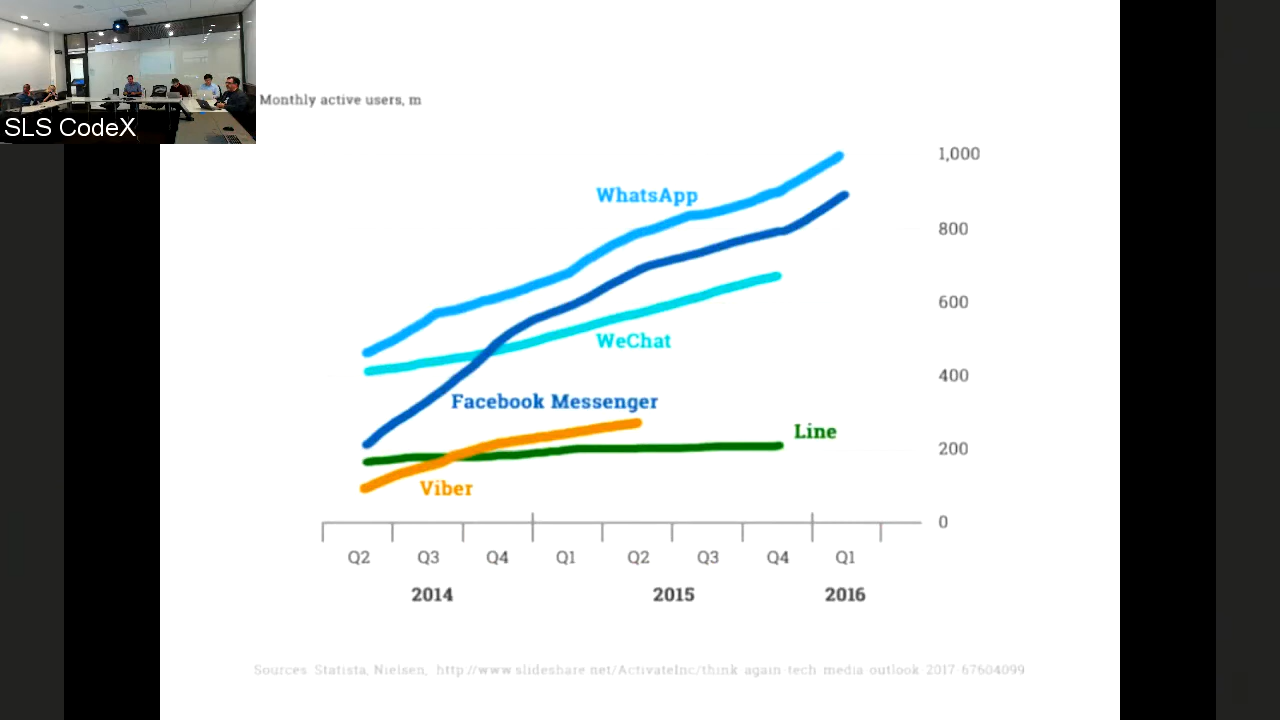 SLS CodeX
Monthly active users, m
1,000
WhatsApp
800
600
WeChat
400
Facebook Messenger
Line
200
Viber
0
Q2 Q3 Q4 Q1 Q2 Q3 Q4 Q1
2014 2015 2016
Sources Statista, Nielsen, http://www.slideshare.net/ActivateInc/think-again-tech-media-outlook-2017-67604099